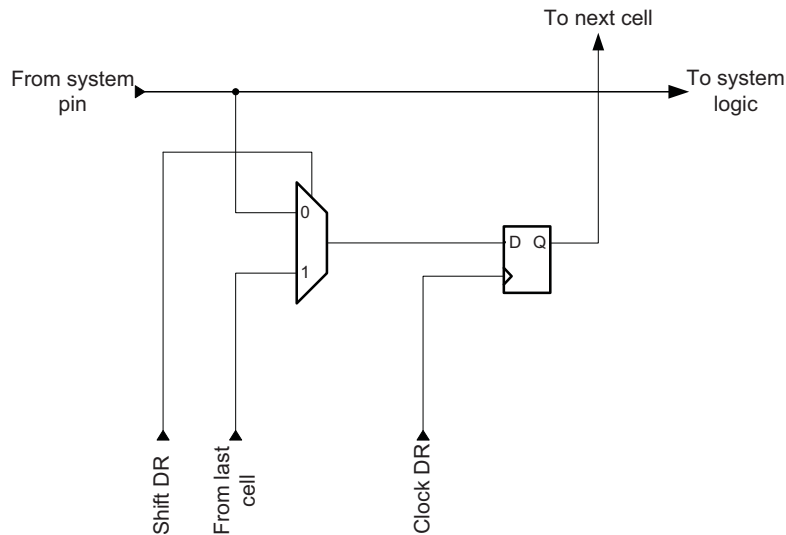 To next cell
From system
pin
To system
logic
0
D Q
1
Shift DR
From last
cell
Clock DR